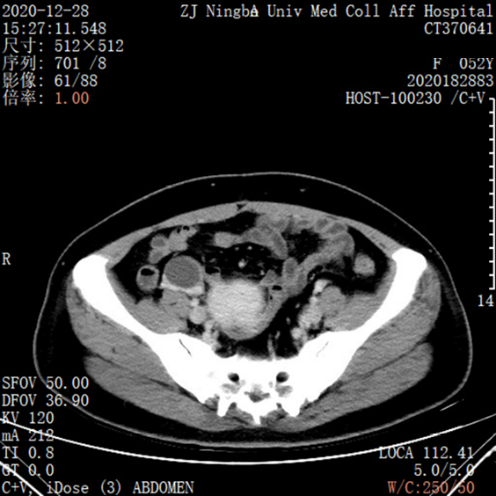 2020-12-28
ZJ Ningba Univ Med Coll Aff Hospital
15:27:11.548
CT370641
尺寸: 512×512
序列: 701 /8
F 052Y
影像: 61/88
2020182883
倍率: 1.00
HOST-100230 /C+V
R
14
SFOV 50.00
DFOV 36.90
KV 120
mA 212
TI 0.8
LOCA 112.41
GT 0.0
5.0/5.0
C+V, iDose (3) ABDOMEN
W/C:250/50